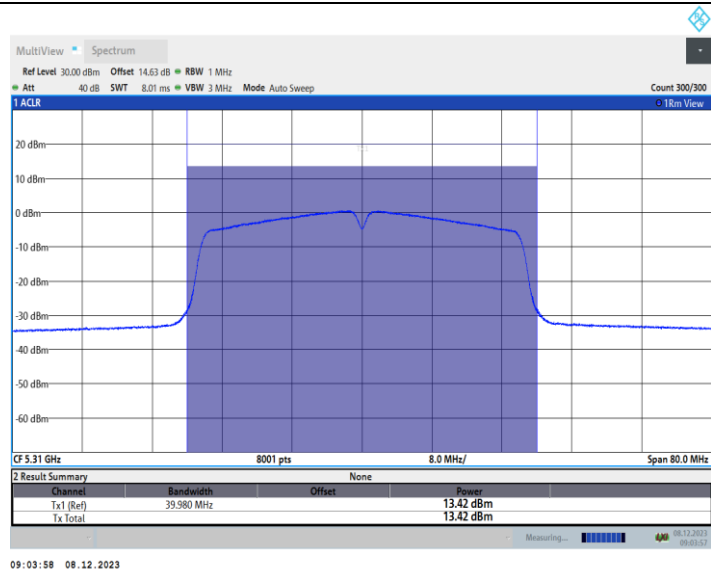 MultiView Spectrum
Ref Level 30.00 dBm Offset 14.63 dB RBW 1 MHz
Att 40 dB SWT 8.01 ms VBW 3 MHz Mode Auto Sweep Count 300/300
1 ACLR 1Rm View
20 dBm
10 dBm
0 dBm
-10 dBm
-20 dBm
-30 dBm
-40 dBm
-50 dBm
-60 dBm
CF 5.31 GHz 8001 pts 8.0 MHz/ Span 80.0 MHz
2 Result Summary None
Channel Bandwidth Offset Power
Tx1 (Ref) 39.980 MHz 13.42 dBm
Tx Total 13.42 dBm
Measuring... 08.12.2023
09:03:57
09:03:58 08.12.2023